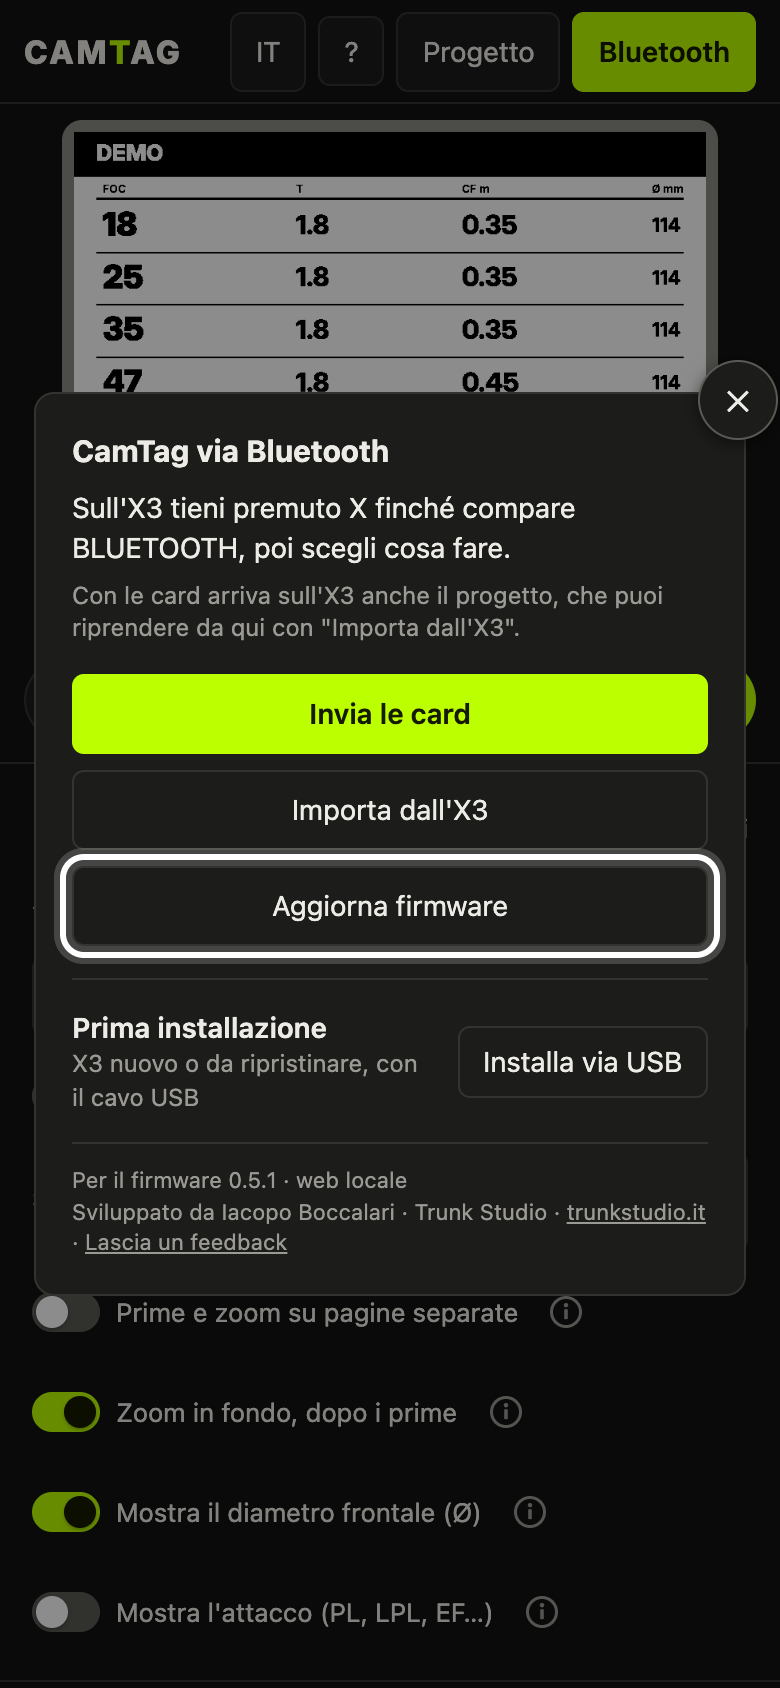 CAMTAG IT ? Progetto Bluetooth
DEMO
FOC T CF m Ø mm
18 1.8 0.35 114
25 1.8 0.35 114
35 1.8 0.35 114
47 1.8 0.45 114
CamTag via Bluetooth
Sull'X3 tieni premuto X finché compare
BLUETOOTH, poi scegli cosa fare.
Con le card arriva sull'X3 anche il progetto, che puoi
riprendere da qui con "Importa dall'X3".
Invia le card
Importa dall'X3
Aggiorna firmware
Prima installazione
X3 nuovo o da ripristinare, con
il cavo USB
Installa via USB
Per il firmware 0.5.1 · web locale
Sviluppato da Iacopo Boccalari · Trunk Studio · trunkstudio.it
· Lascia un feedback
Prime e zoom su pagine separate
Zoom in fondo, dopo i prime
Mostra il diametro frontale (Ø)
Mostra l'attacco (PL, LPL, EF...)